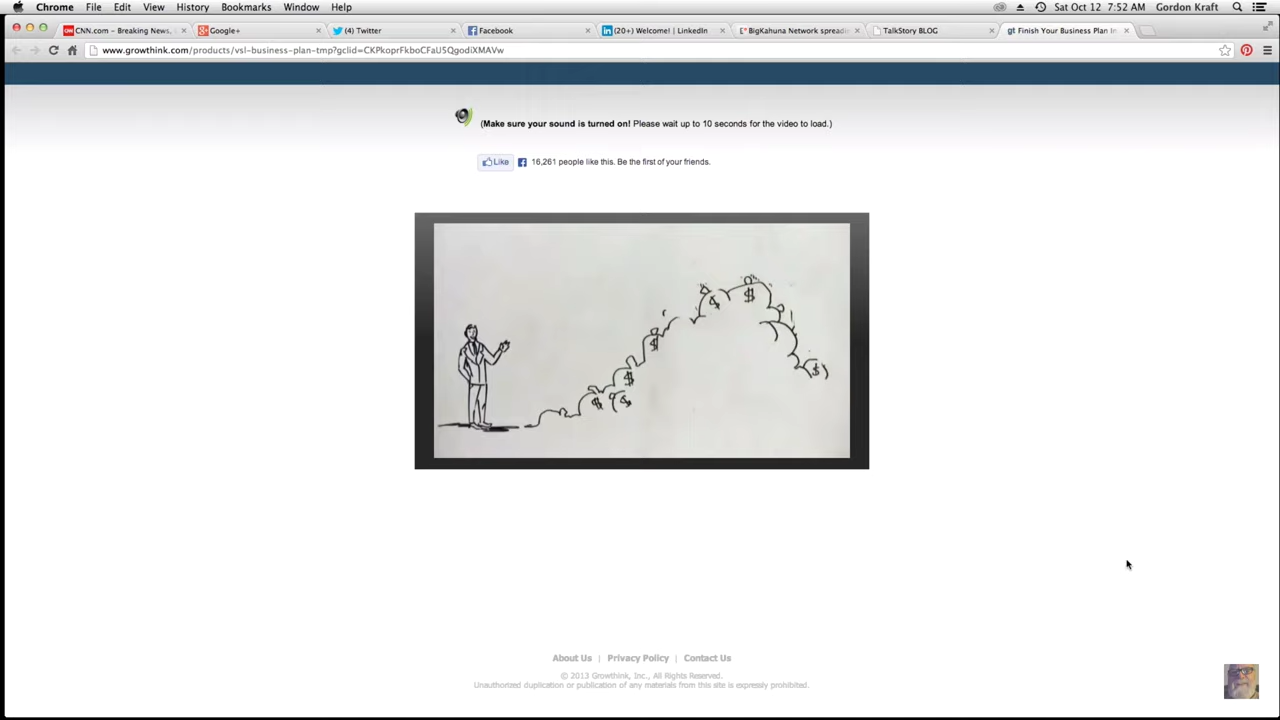 Chrome File Edit View History Bookmarks Window Help Sat Oct 12 7:52 AM Gordon Kraft
CNN.com – Breaking News, Google+ (4) Twitter Facebook (20+) Welcome! | LinkedIn BigKahuna Network spreadin TalkStory BLOG gt Finish Your Business Plan In
www.growthink.com/products/vsl-business-plan-tmp?gclid=
(Make sure your sound is turned on! Please wait up to 10 seconds for the video to load.)
Like 16,261 people like this. Be the first of your friends.
$ $ $ $ $ $ $
About Us | Privacy Policy | Contact Us
© 2013 Growthink, Inc., All Rights Reserved.
Unauthorized duplication or publication of any materials from this site is expressly prohibited.